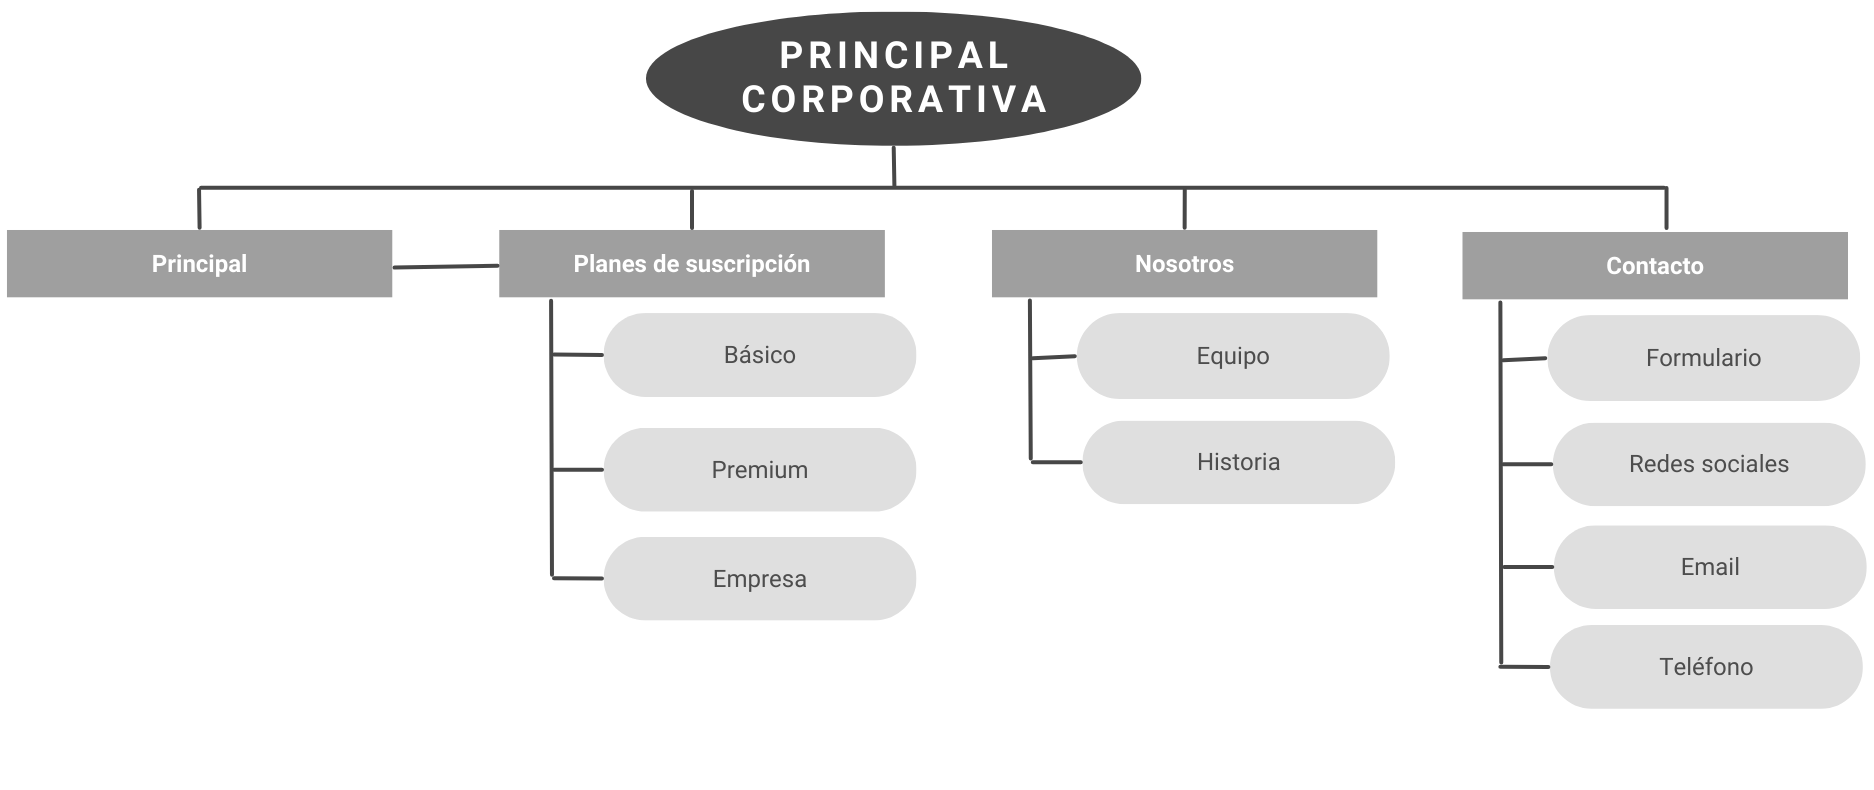 PRINCIPAL
CORPORATIVA
Principal
Planes de suscripción
Nosotros
Contacto
Básico
Premium
Empresa
Equipo
Historia
Formulario
Redes sociales
Email
Teléfono